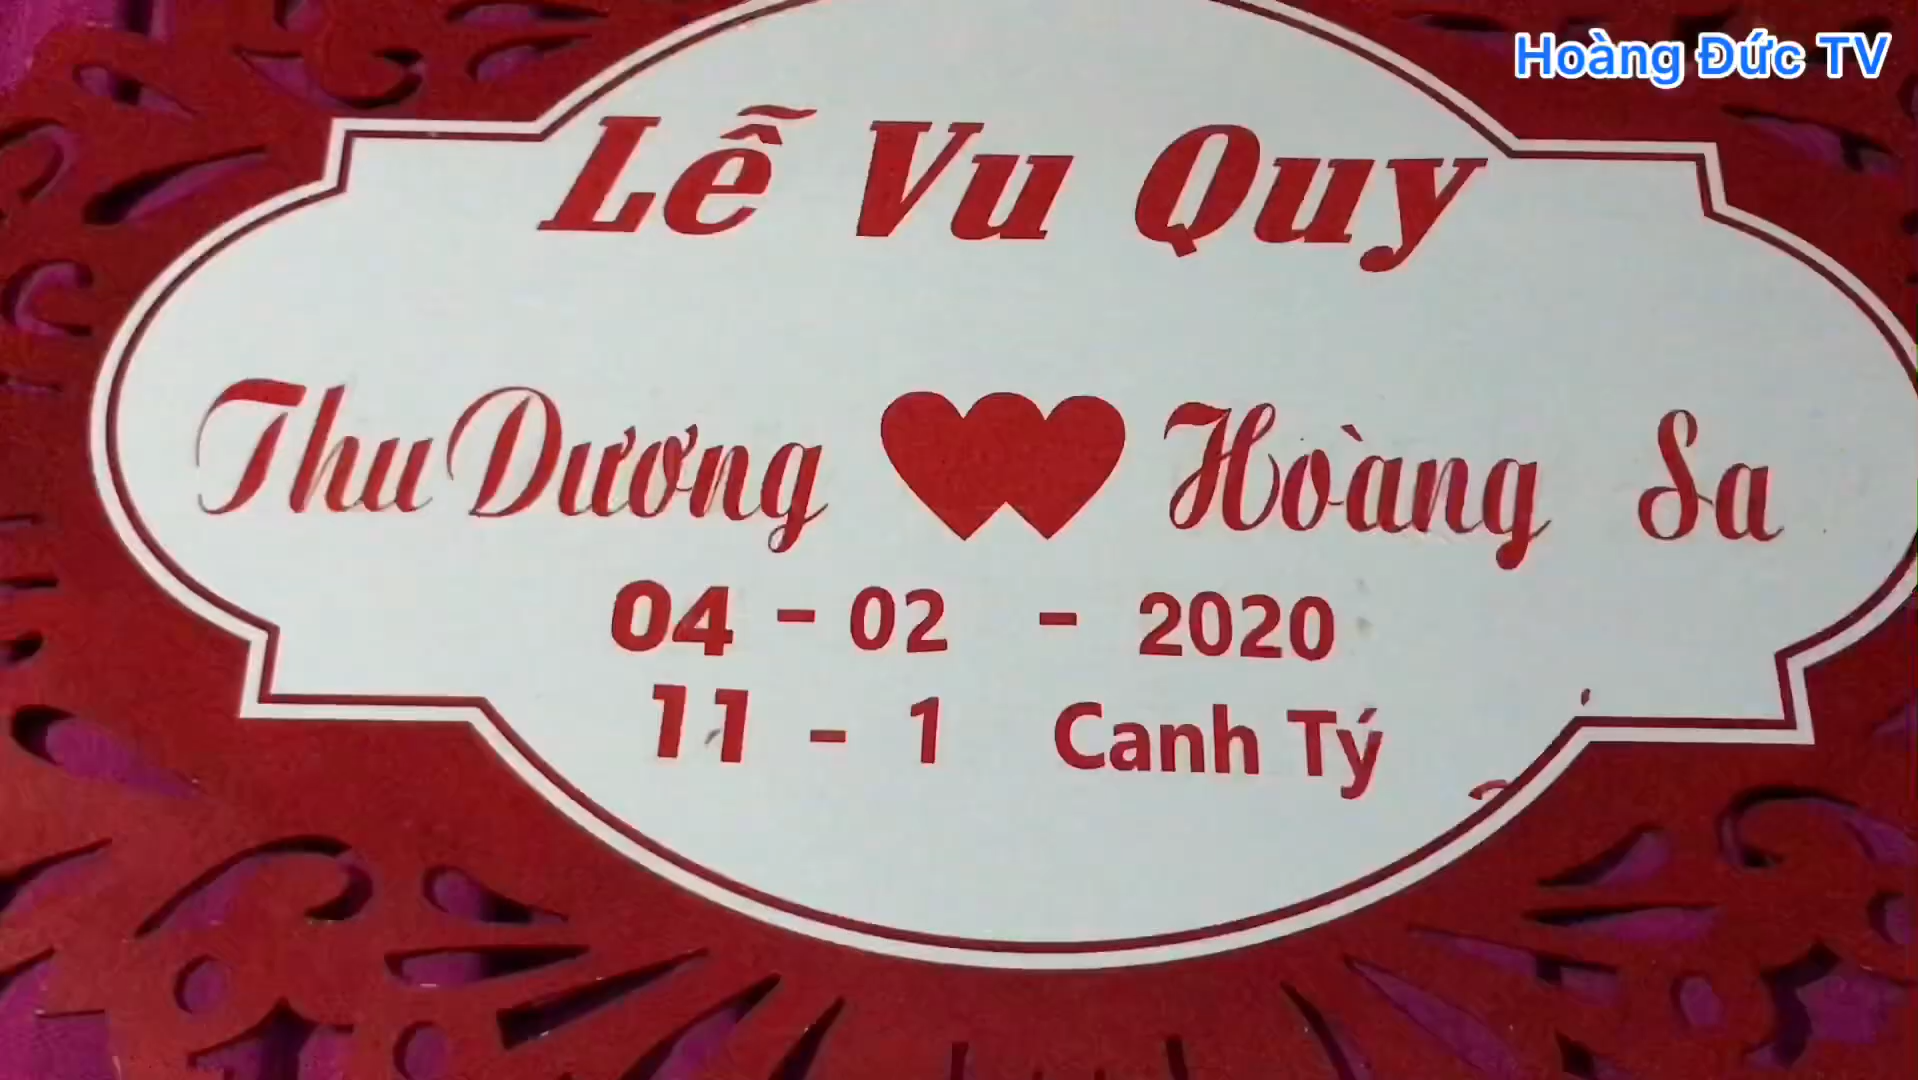 Hoàng Đức TV
Lễ Vu Quy
Thu Dương Hoàng Sa
04 - 02 - 2020
11 - 1 Canh Tý